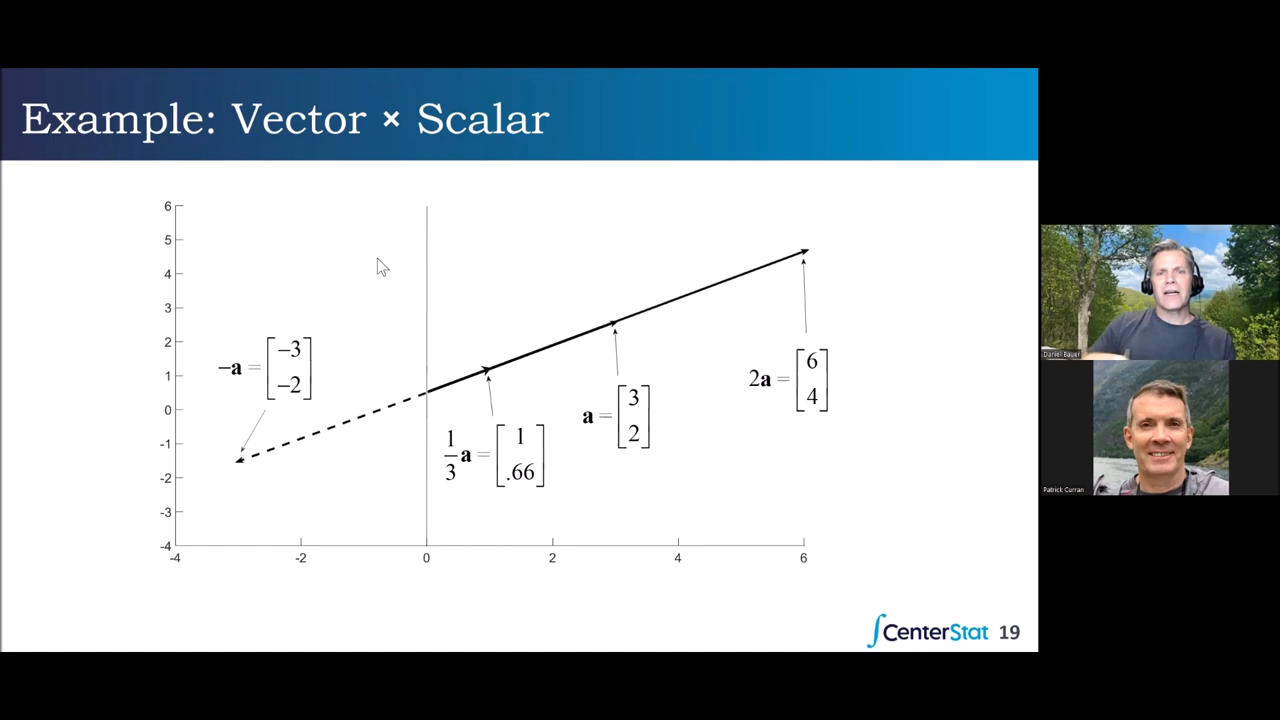 Example: Vector × Scalar
6
5
4
3
2
1
0
-1
-2
-3
-4
-4 -2 0 2 4 6
−a = [−3 −2]
1/3 a = [1 .66]
a = [3 2]
2a = [6 4]
∫CenterStat 19
Daniel Bauer
Patrick Curran